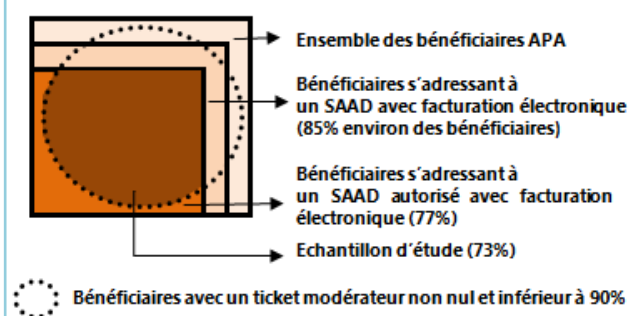 Ensemble des bénéficiaires APA
Bénéficiaires s'adressant à
un SAAD avec facturation électronique
(85% environ des bénéficiaires)
Bénéficiaires s'adressant à
un SAAD autorisé avec facturation
électronique (77%)
Echantillon d'étude (73%)
Bénéficiaires avec un ticket modérateur non nul et inférieur à 90%